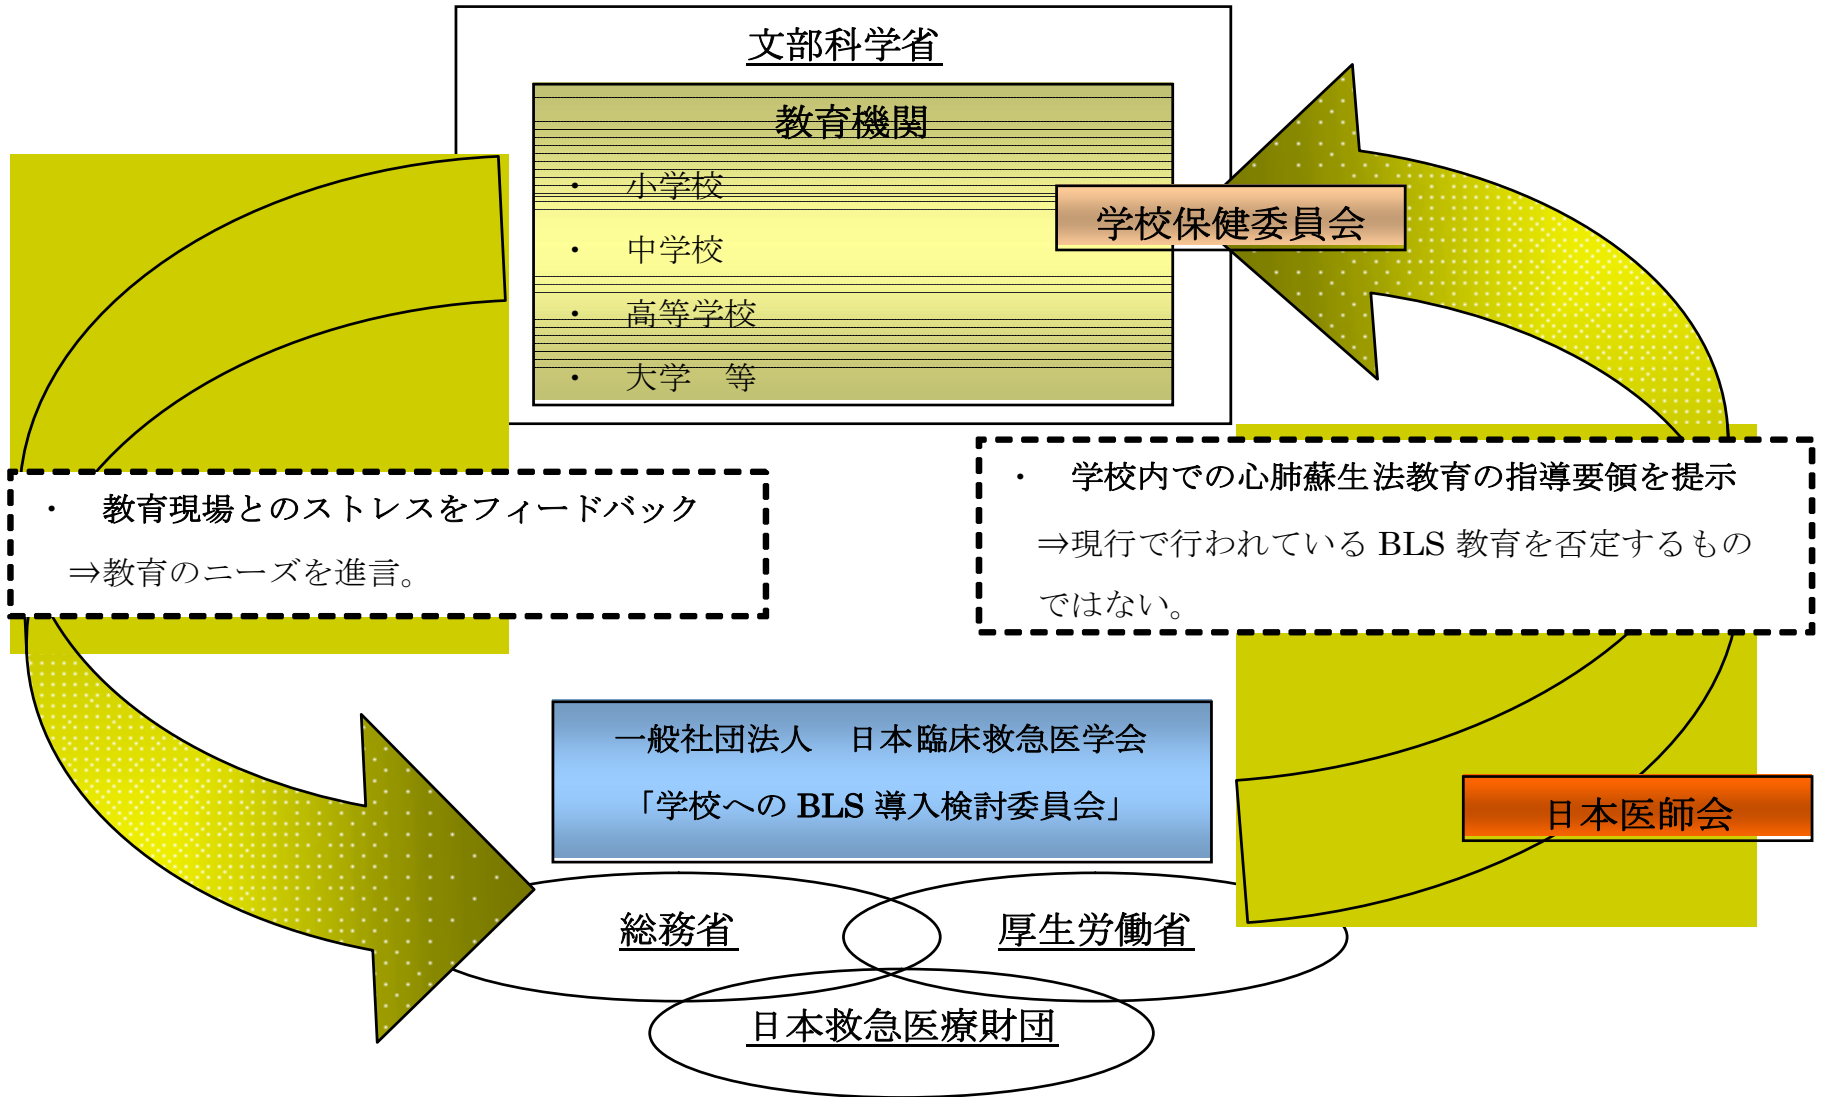 文部科学省
教育機関
・ 小学校
・ 中学校
・ 高等学校
・ 大学 等
学校保健委員会
・ 教育現場とのストレスをフィードバック
⇒教育のニーズを進言。
・ 学校内での心肺蘇生法教育の指導要領を提示
⇒現行で行われている BLS 教育を否定するもの
ではない。
一般社団法人 日本臨床救急医学会
「学校への BLS 導入検討委員会」
日本医師会
総務省
厚生労働省
日本救急医療財団